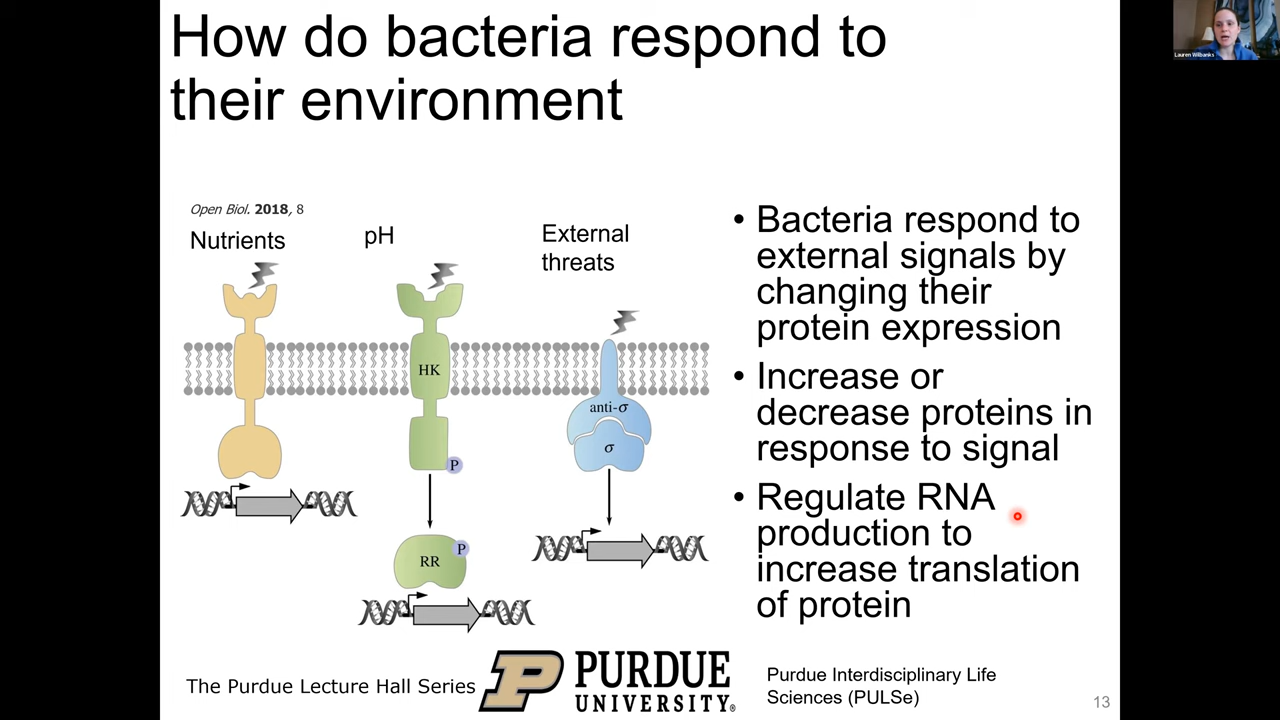 How do bacteria respond to
their environment
Lauren Wilbanks
Open Biol. 2018, 8
Nutrients
pH
External
threats
HK
P
RR
P
anti-σ
σ
• Bacteria respond to
external signals by
changing their
protein expression
• Increase or
decrease proteins in
response to signal
• Regulate RNA
production to
increase translation
of protein
The Purdue Lecture Hall Series
P
PURDUE
UNIVERSITY®
Purdue Interdisciplinary Life
Sciences (PULSe)
13